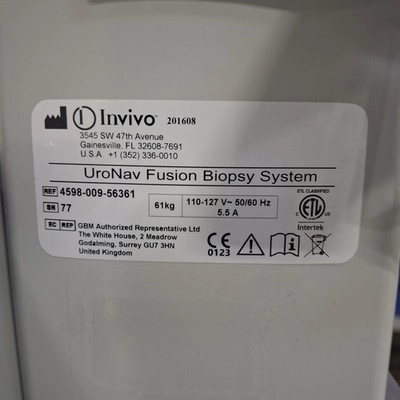 Invivo® 201608
3545 SW 47th Avenue
Gainesville, FL 32608-7691
U.S.A. +1 (352) 336-0010
UroNav Fusion Biopsy System
REF 4598-009-56361
SN 77
61kg
110-127 V~ 50/60 Hz
5.5 A
ETL CLASSIFIED
ETL
Intertek
EC REP GBM Authorized Representative Ltd
The White House, 2 Meadrow
Godalming, Surrey GU7 3HN
United Kingdom
CE
0123